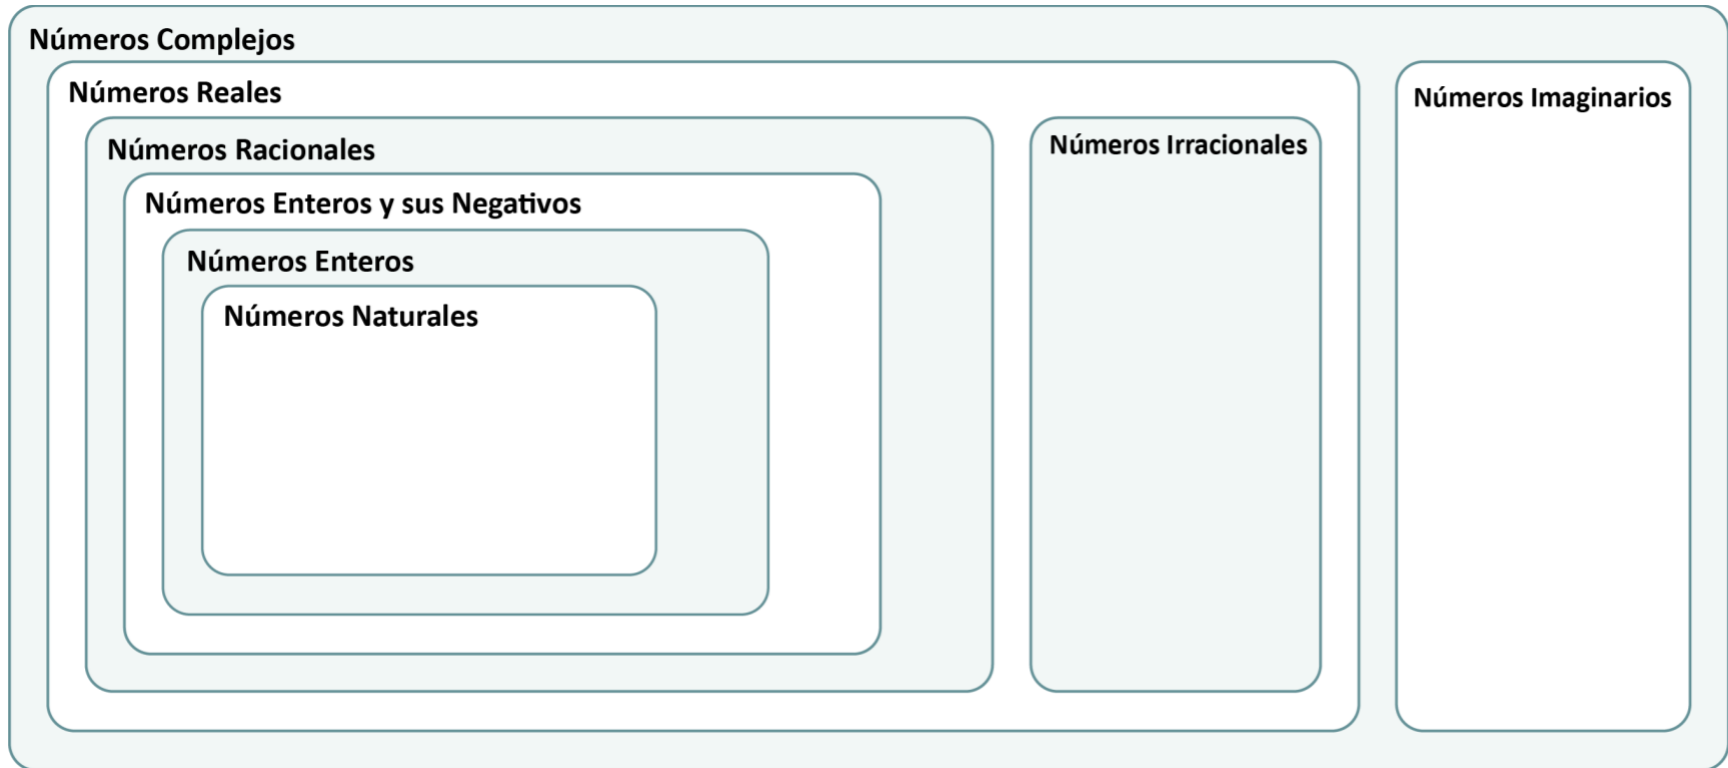 Números Complejos
Números Reales
Números Imaginarios
Números Racionales
Números Irracionales
Números Enteros y sus Negativos
Números Enteros
Números Naturales